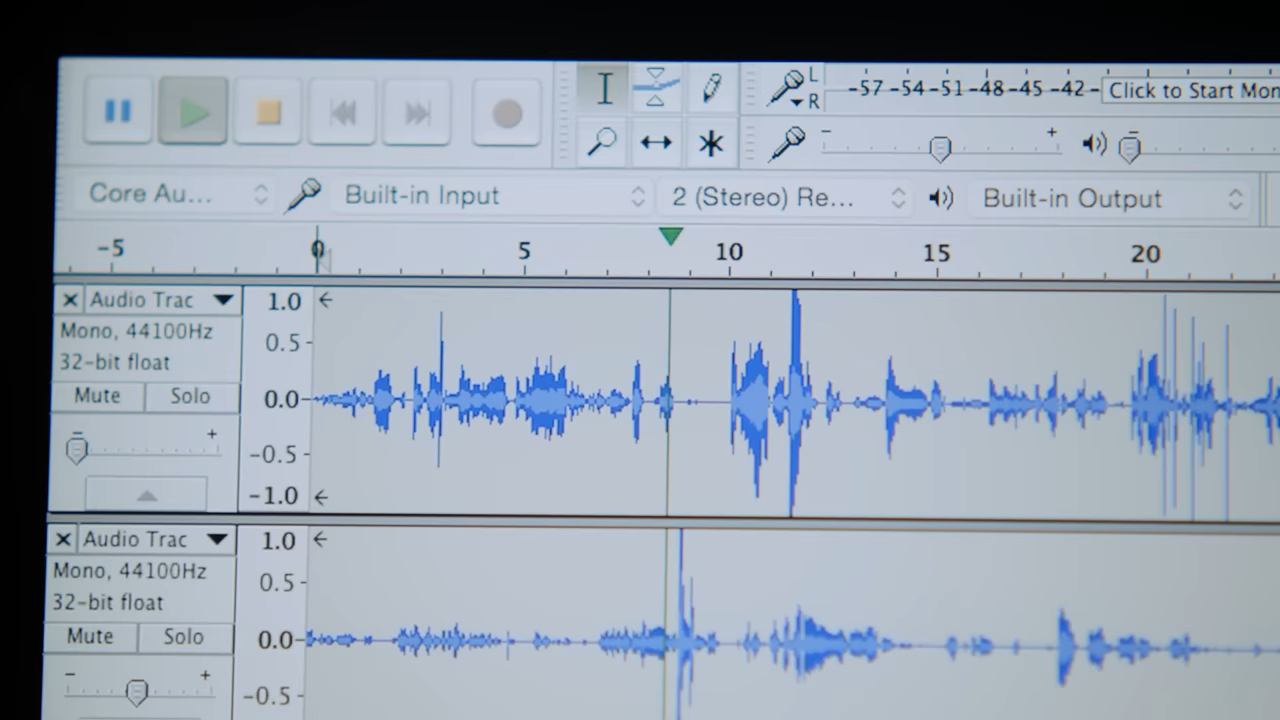 L
R
-57 -54 -51 -48 -45 -42 - Click to Start Mon
- + -
Core Au... Built-in Input 2 (Stereo) Re... Built-in Output
-5 0 5 10 15 20
Audio Trac
Mono, 44100Hz
32-bit float
Mute Solo
- +
1.0
0.5
0.0
-0.5
-1.0
Audio Trac
Mono, 44100Hz
32-bit float
Mute Solo
- +
1.0
0.5
0.0
-0.5